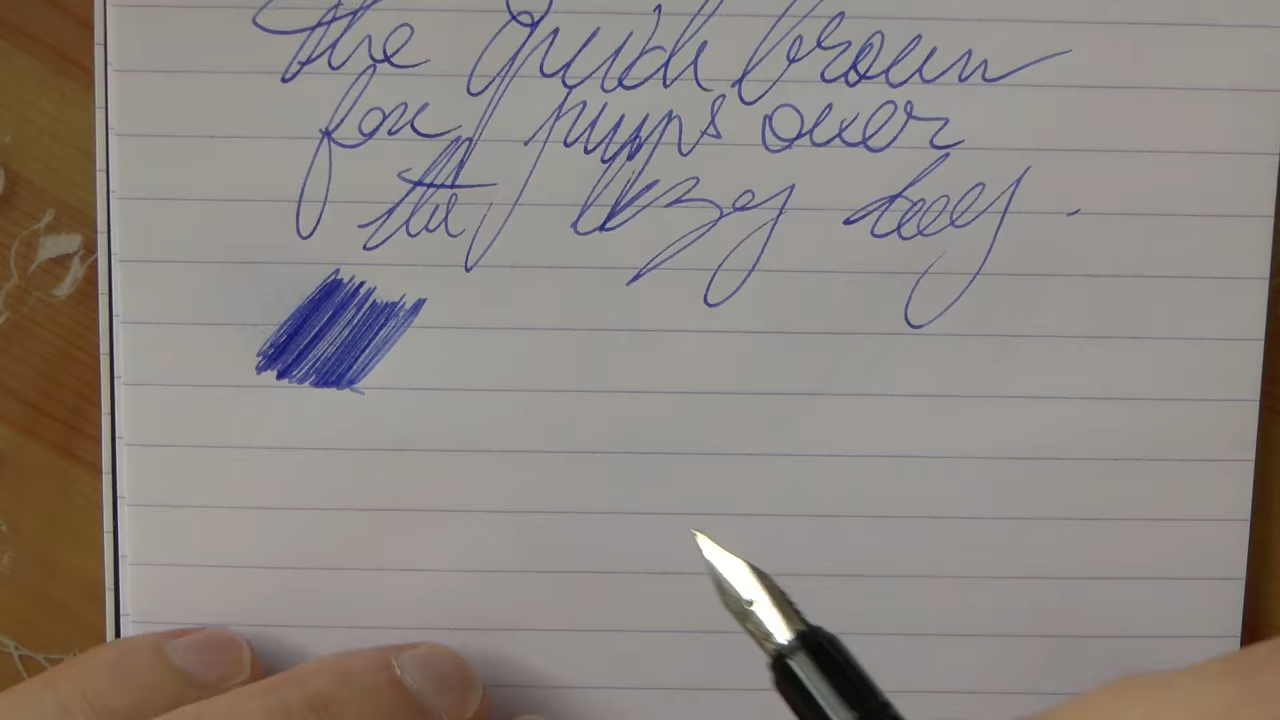 the quick brown
fox jumps over
the lazy dog .